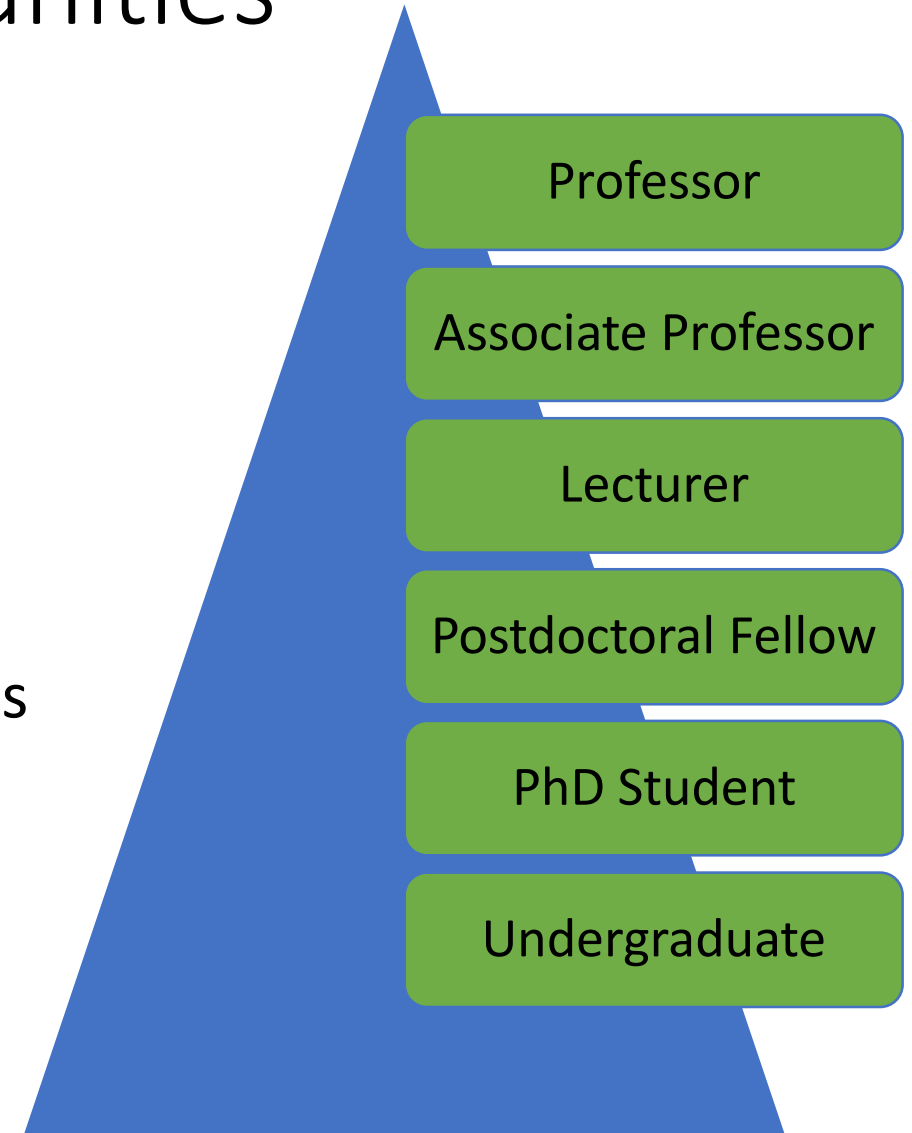 Professor
Associate Professor
Lecturer
Postdoctoral Fellow
s
PhD Student
Undergraduate